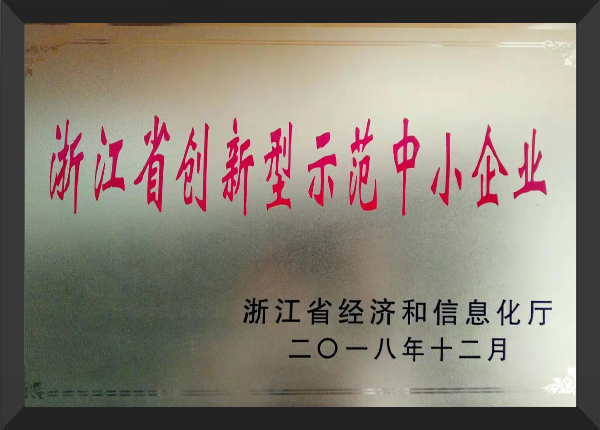 浙江省创新型示范中小企业
浙江省经济和信息化厅
二〇一八年十二月